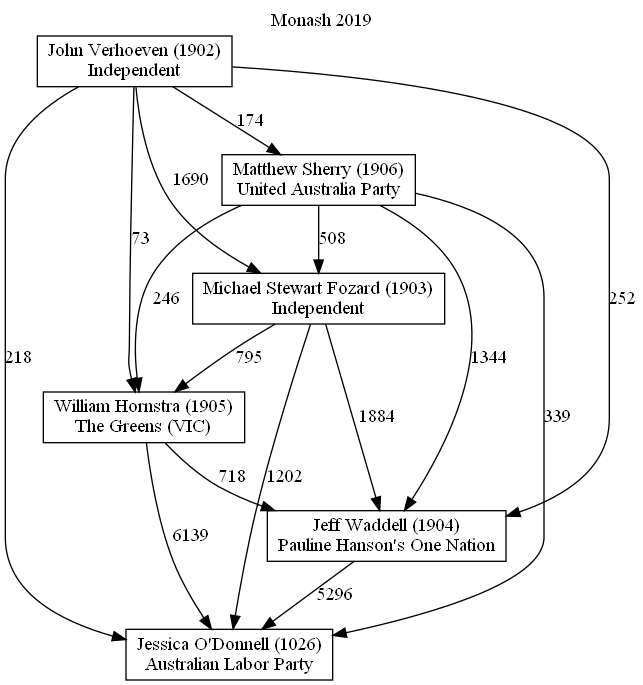 Monash 2019
John Verhoeven (1902)
Independent
174
Matthew Sherry (1906)
United Australia Party
1690
73
508
246
252
Michael Stewart Fozard (1903)
Independent
218
795
1344
William Hornstra (1905)
The Greens (VIC)
1884
339
718
1202
6139
Jeff Waddell (1904)
Pauline Hanson's One Nation
5296
Jessica O'Donnell (1026)
Australian Labor Party